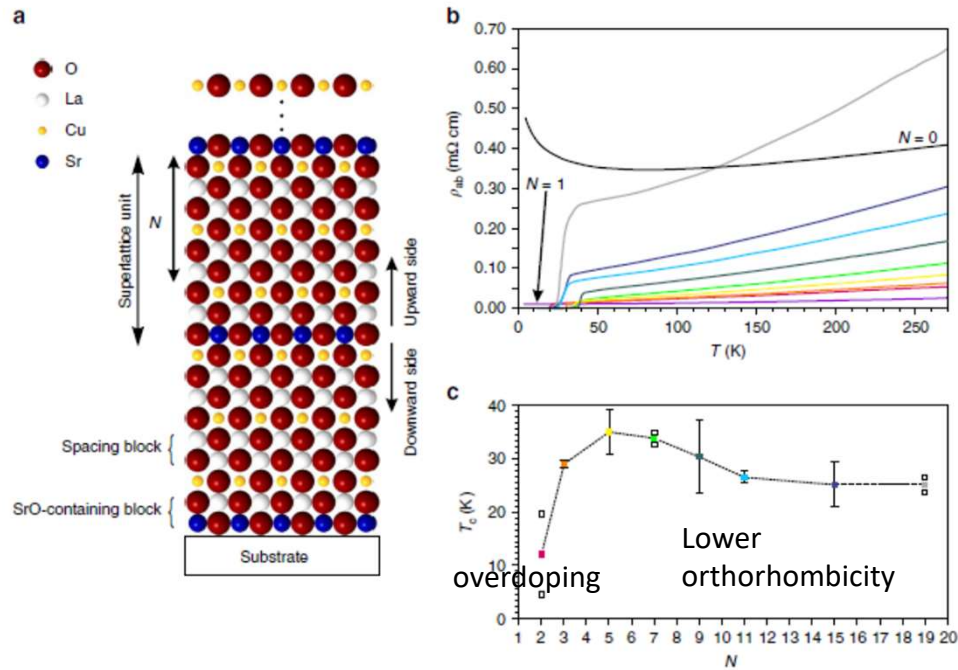 a
O
La
Cu
Sr
Superlattice unit
N
Upward side
Downward side
Spacing block
SrO-containing block
Substrate
b
0.70
0.60
0.50
0.40
0.30
0.20
0.10
0.00
ρab (mΩ cm)
N = 0
N = 1
0 50 100 150 200 250
T (K)
c
40
30
20
10
0
Tc (K)
overdoping
Lower
orthorhombicity
1 2 3 4 5 6 7 8 9 10 11 12 13 14 15 16 17 18 19 20
N